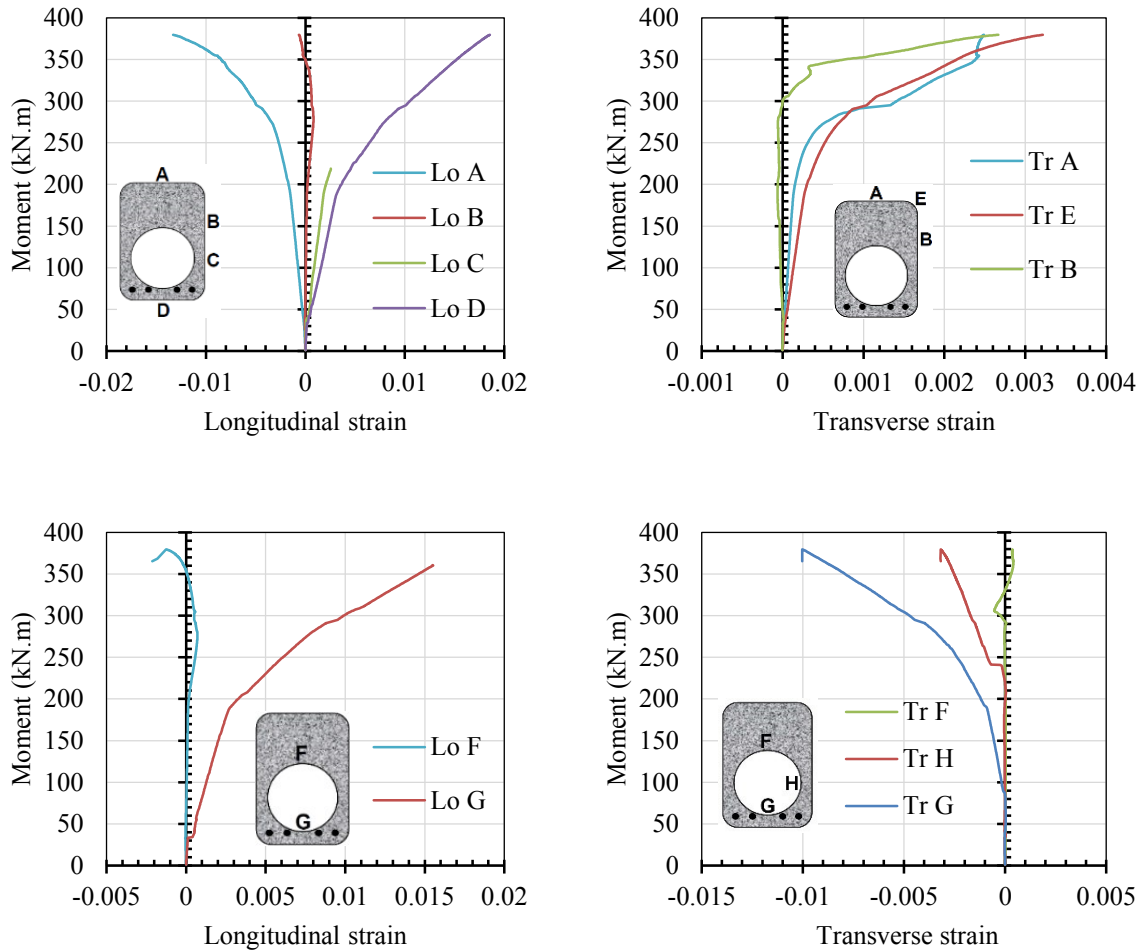 Moment (kN.m)
400
350
300
250
200
150
100
50
0
-0.02
-0.01
0
0.01
0.02
Longitudinal strain
A
B
C
D
Lo A
Lo B
Lo C
Lo D
Moment (kN.m)
400
350
300
250
200
150
100
50
0
-0.001
0
0.001
0.002
0.003
0.004
Transverse strain
A
E
B
Tr A
Tr E
Tr B
Moment (kN.m)
400
350
300
250
200
150
100
50
0
-0.005
0
0.005
0.01
0.015
0.02
Longitudinal strain
F
G
Lo F
Lo G
Moment (kN.m)
400
350
300
250
200
150
100
50
0
-0.015
-0.01
-0.005
0
0.005
Transverse strain
F
H
G
Tr F
Tr H
Tr G